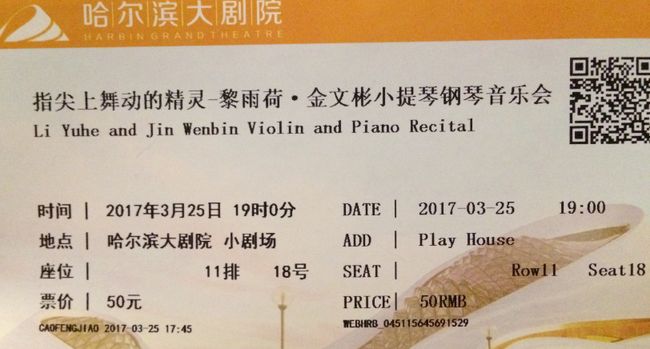 哈尔滨大剧院
HARBIN GRAND THEATRE
指尖上舞动的精灵-黎雨荷·金文彬小提琴钢琴音乐会
Li Yuhe and Jin Wenbin Violin and Piano Recital
时间 | 2017年3月25日 19时0分 DATE | 2017-03-25 19:00
地点 | 哈尔滨大剧院 小剧场 ADD | Play House
座位 | 11排 18号 SEAT | Row11 Seat18
票价 | 50元 PRICE | 50RMB
CAOFENGJIAO 2017-03-25 17:45 WEBHRB_045115645691529